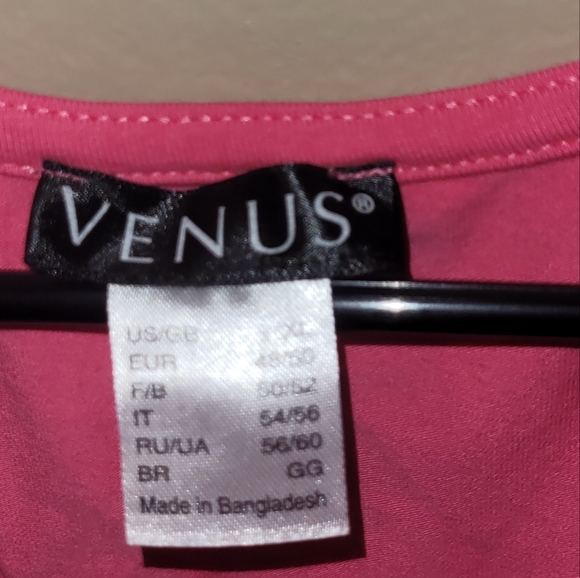 VENUS®
US/GB XL
EUR 48/50
F/B 50/52
IT 54/56
RU/UA 56/60
BR GG
Made in Bangladesh